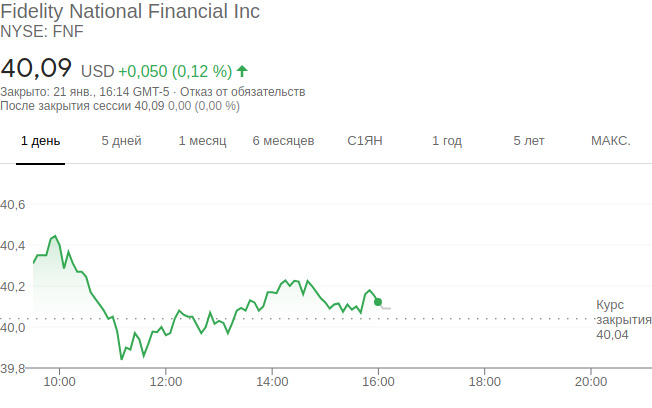 Fidelity National Financial Inc
NYSE: FNF
40,09 USD +0,050 (0,12 %)
Закрыто: 21 янв., 16:14 GMT-5 · Отказ от обязательств
После закрытия сессии 40,09 0,00 (0,00 %)
1 день 5 дней 1 месяц 6 месяцев С1ЯН 1 год 5 лет МАКС.
40,6
40,4
40,2
40,0
39,8
Курс
закрытия
40,04
10:00 12:00 14:00 16:00 18:00 20:00